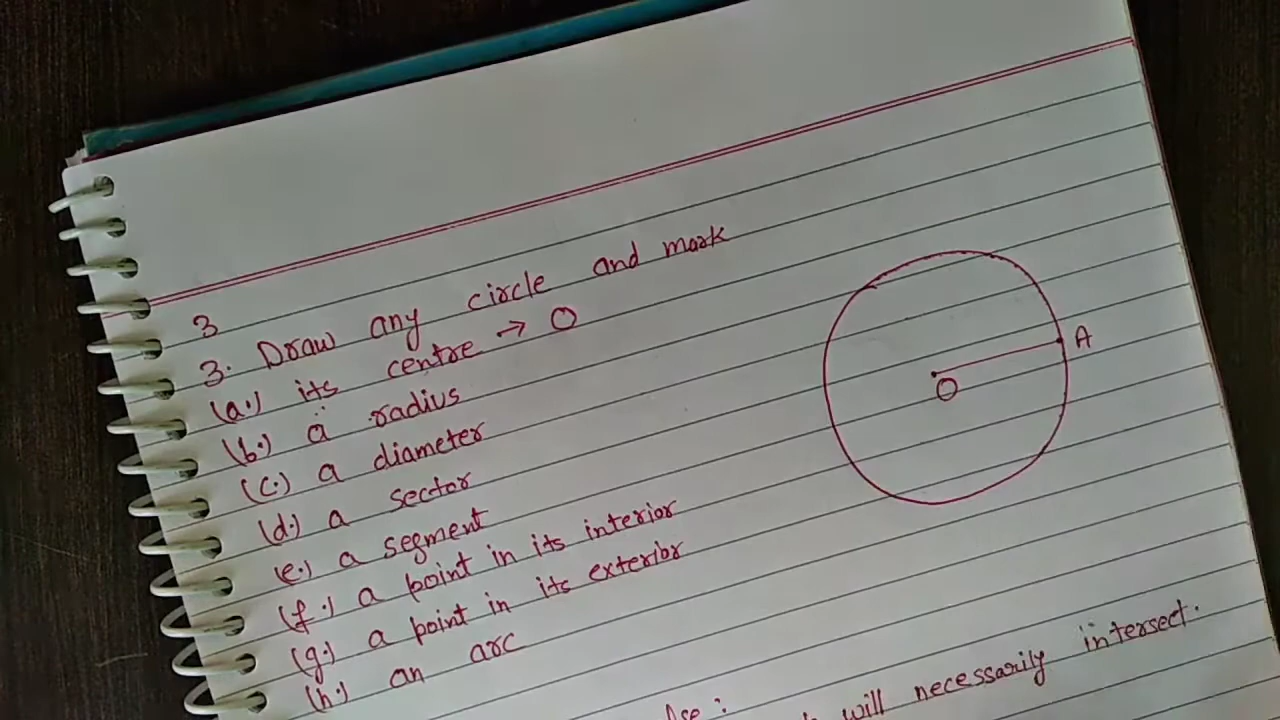 3
3. Draw any circle and mark
(a.) its centre → O
(b.) a radius
(c.) a diameter
(d.) a sector
(e.) a segment
(f.) a point in its interior
(g.) a point in its exterior
(h.) an arc
A
O
will necessarily intersect.